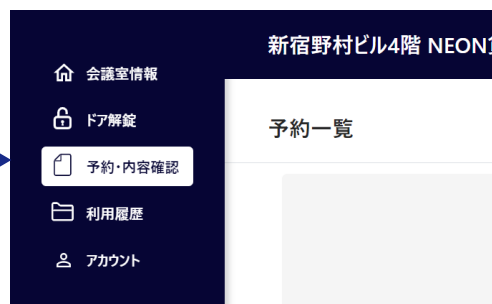 新宿野村ビル4階 NEON
会議室情報
ドア解錠
予約一覧
予約・内容確認
利用履歴
アカウント